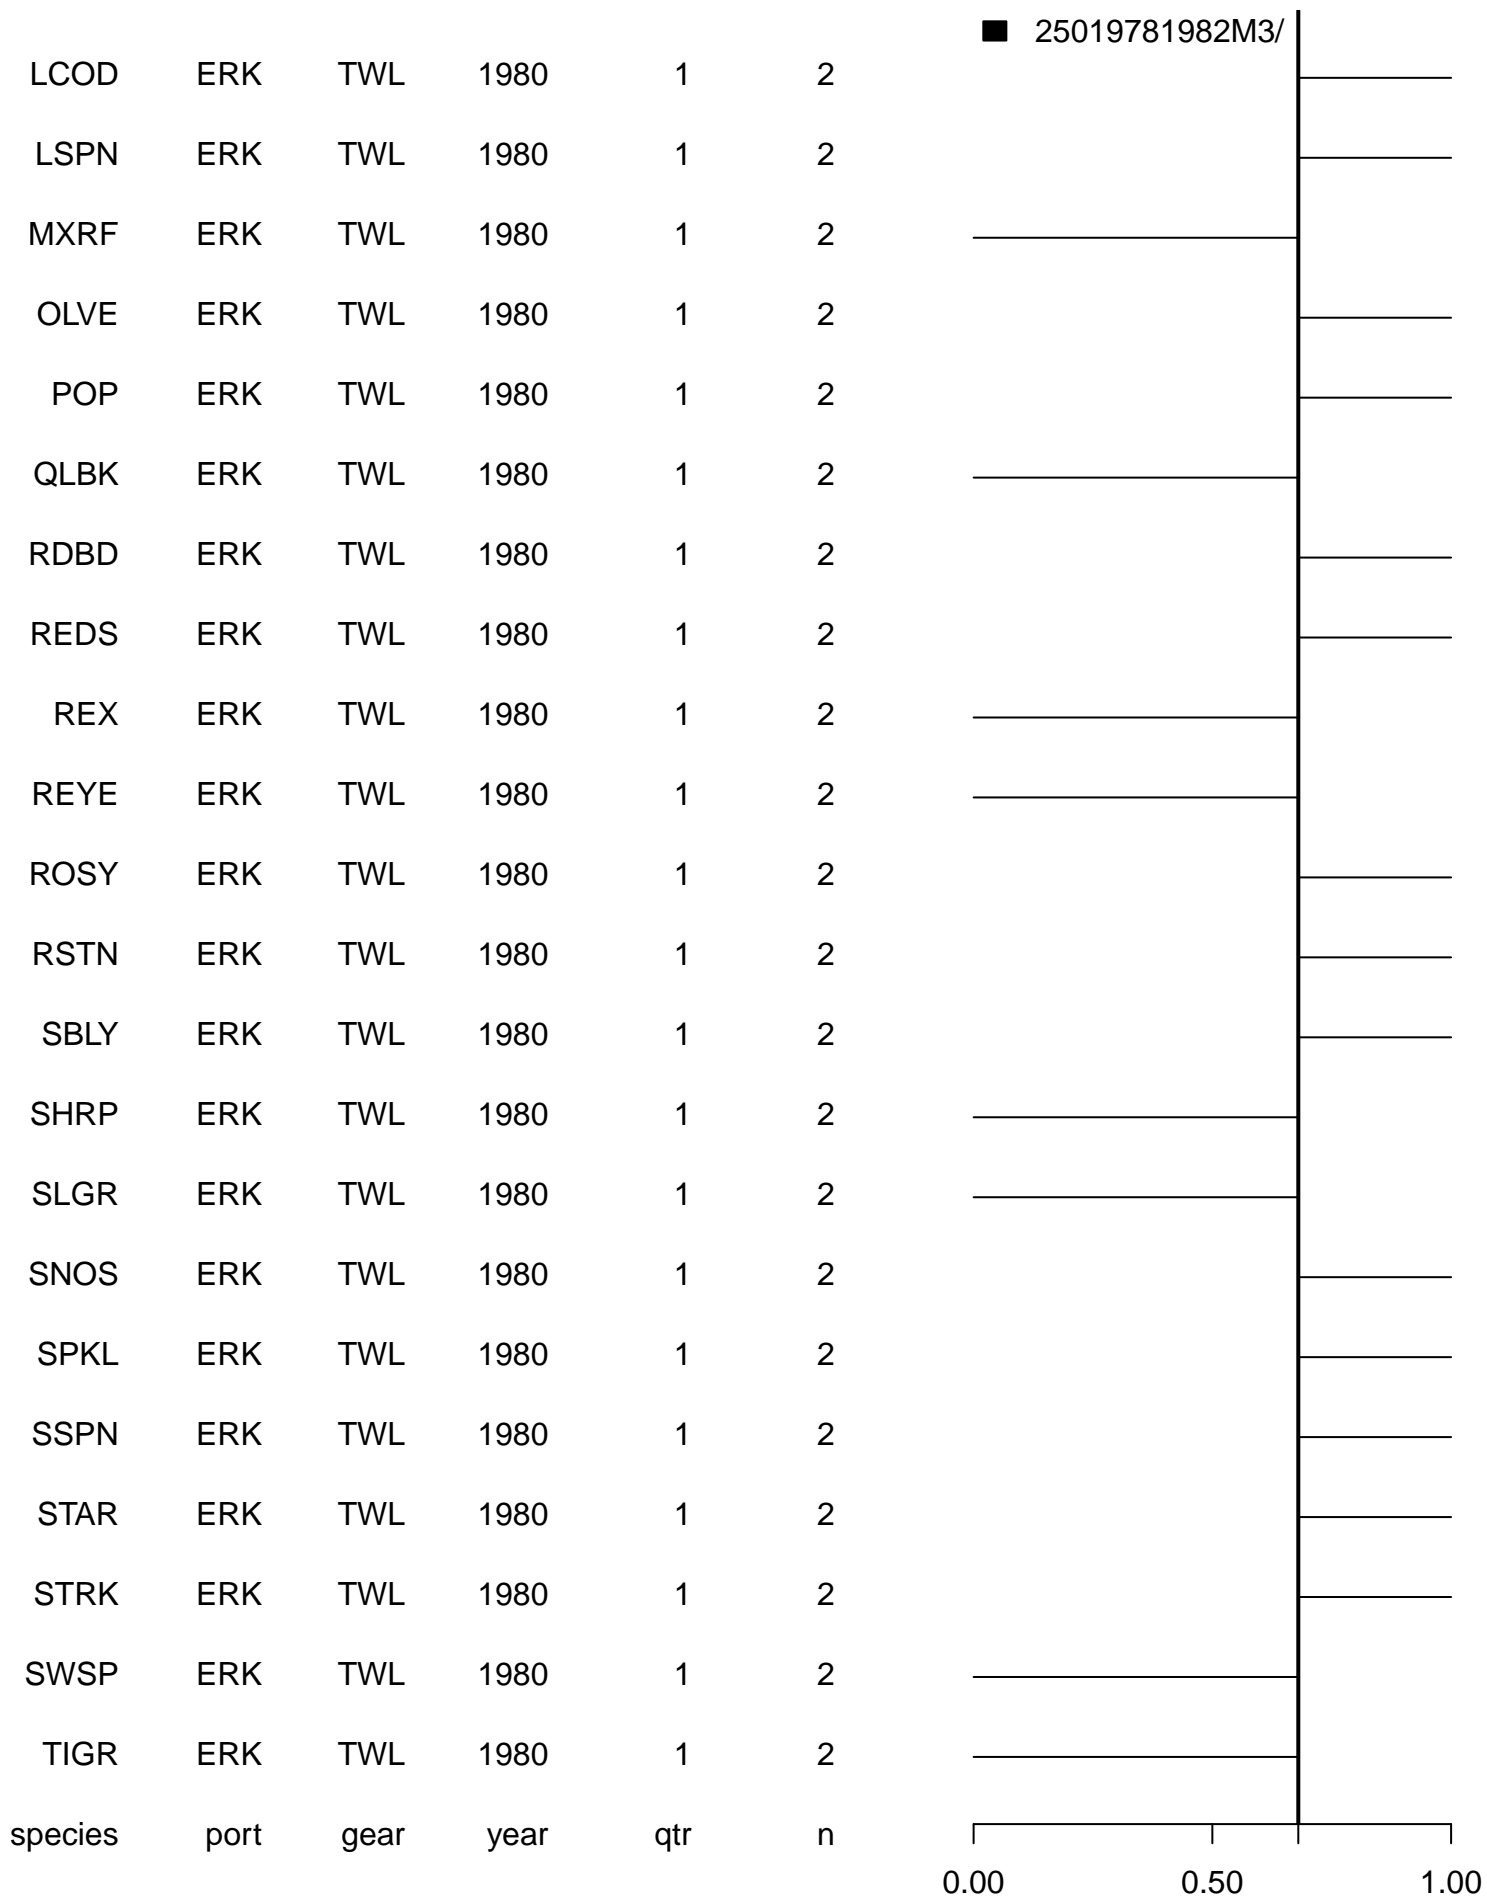 25019781982M3/
LCOD ERK TWL 1980 1 2
LSPN ERK TWL 1980 1 2
MXRF ERK TWL 1980 1 2
OLVE ERK TWL 1980 1 2
POP ERK TWL 1980 1 2
QLBK ERK TWL 1980 1 2
RDBD ERK TWL 1980 1 2
REDS ERK TWL 1980 1 2
REX ERK TWL 1980 1 2
REYE ERK TWL 1980 1 2
ROSY ERK TWL 1980 1 2
RSTN ERK TWL 1980 1 2
SBLY ERK TWL 1980 1 2
SHRP ERK TWL 1980 1 2
SLGR ERK TWL 1980 1 2
SNOS ERK TWL 1980 1 2
SPKL ERK TWL 1980 1 2
SSPN ERK TWL 1980 1 2
STAR ERK TWL 1980 1 2
STRK ERK TWL 1980 1 2
SWSP ERK TWL 1980 1 2
TIGR ERK TWL 1980 1 2
species port gear year qtr n
0.00 0.50 1.00